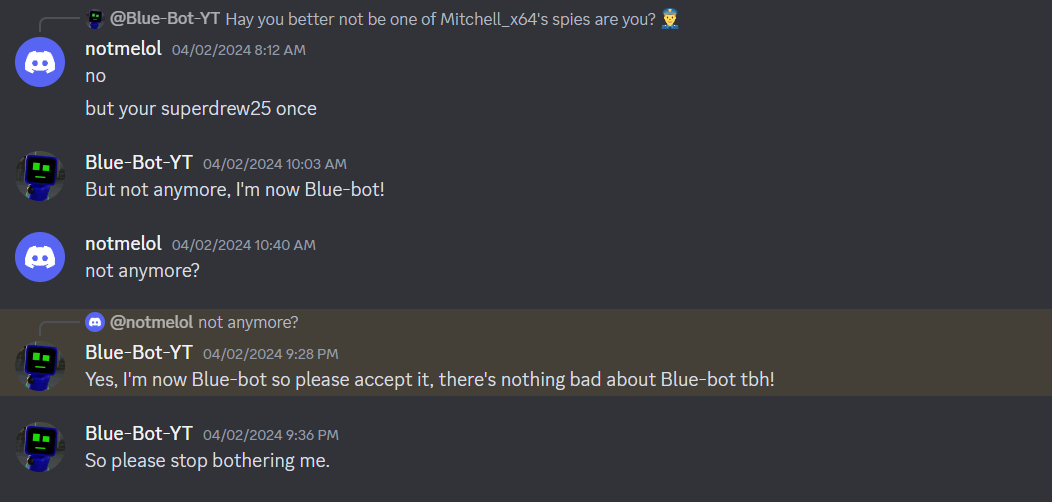 @Blue-Bot-YT Hay you better not be one of Mitchell_x64's spies are you? 👮
notmelol 04/02/2024 8:12 AM
no
but your superdrew25 once
Blue-Bot-YT 04/02/2024 10:03 AM
But not anymore, I'm now Blue-bot!
notmelol 04/02/2024 10:40 AM
not anymore?
@notmelol not anymore?
Blue-Bot-YT 04/02/2024 9:28 PM
Yes, I'm now Blue-bot so please accept it, there's nothing bad about Blue-bot tbh!
Blue-Bot-YT 04/02/2024 9:36 PM
So please stop bothering me.